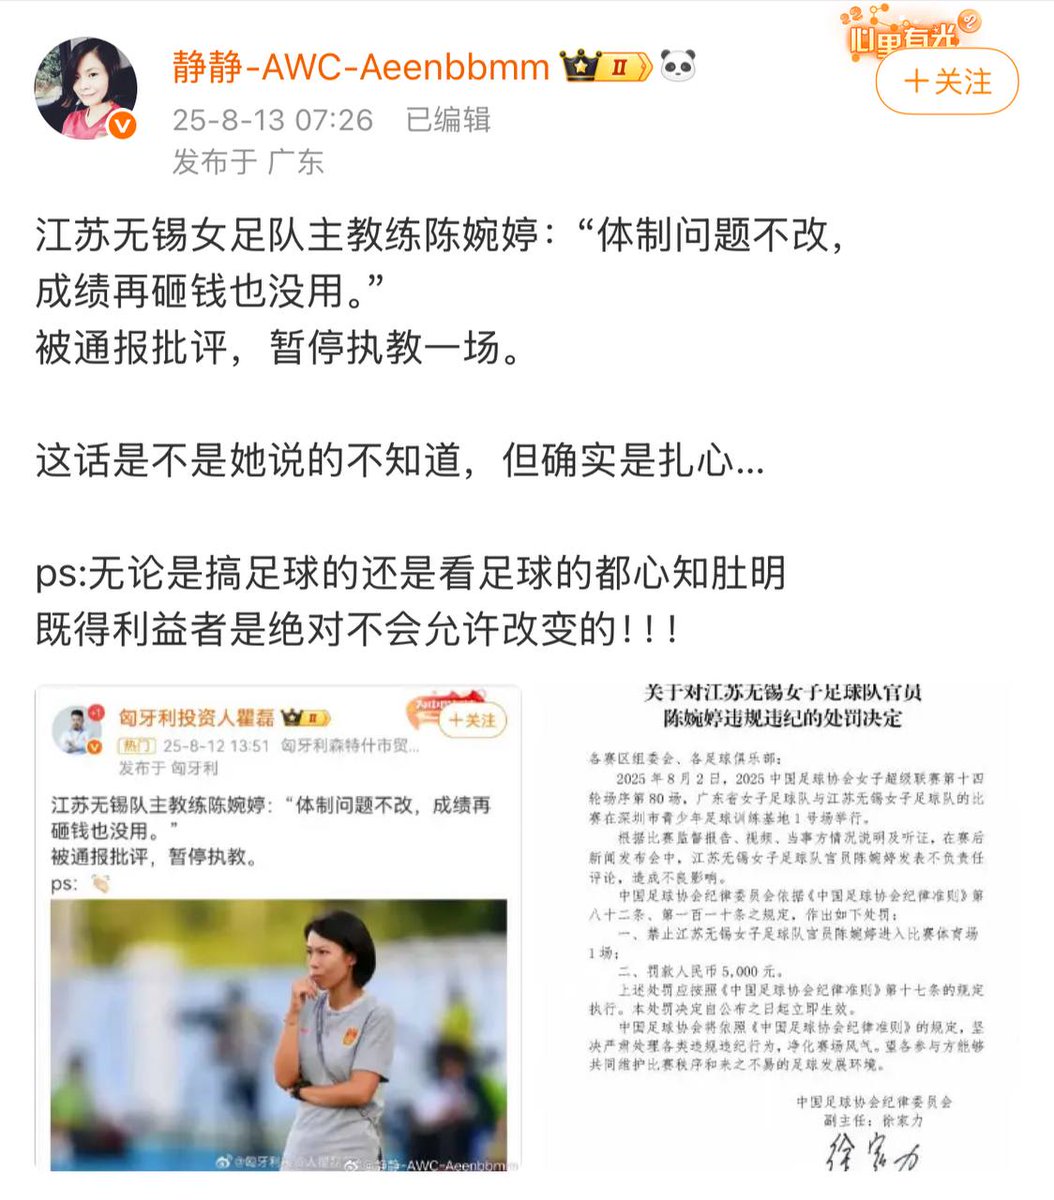 心里有光
静静-AWC-Aeenbbmm
II
+关注
25-8-13 07:26 已编辑
发布于 广东
江苏无锡女足队主教练陈婉婷：“体制问题不改，
成绩再砸钱也没用。”
被通报批评，暂停执教一场。
这话是不是她说的不知道，但确实是扎心...
ps:无论是搞足球的还是看足球的都心知肚明
既得利益者是绝对不会允许改变的！！！
匈牙利投资人瞿磊
II
+关注
热门 25-8-12 13:51 匈牙利森特什市贸...
发布于 匈牙利
江苏无锡队主教练陈婉婷：“体制问题不改，成绩再
砸钱也没用。”
被通报批评，暂停执教。
ps:
@静静-AWC-Aeenbbmm
关于对江苏无锡女子足球队官员
陈婉婷违规违纪的处罚决定
各赛区组委会、各足球俱乐部：
2025年8月2日，2025中国足球协会女子超级联赛第十四
轮场序第80场，广东省女子足球队与江苏无锡女子足球队的比
赛在深圳市青少年足球训练基地1号场举行。
根据比赛监督报告、视频、当事方情况说明及听证，在赛后
新闻发布会中，江苏无锡女子足球队官员陈婉婷发表不负责任
评论，造成不良影响。
中国足球协会纪律委员会依据《中国足球协会纪律准则》第
八十二条、第一百一十条之规定，作出如下处罚：
一、禁止江苏无锡女子足球队官员陈婉婷进入比赛体育场
1场；
二、罚款人民币5,000元。
上述处罚应按照《中国足球协会纪律准则》第十七条的规定
执行。本处罚决定自公布之日起立即生效。
中国足球协会将依照《中国足球协会纪律准则》的规定，坚
决严肃处理各类违规违纪行为，净化赛场风气。望各参与方能够
共同维护比赛秩序和来之不易的足球发展环境。
中国足球协会纪律委员会
副主任：徐家力
徐家力